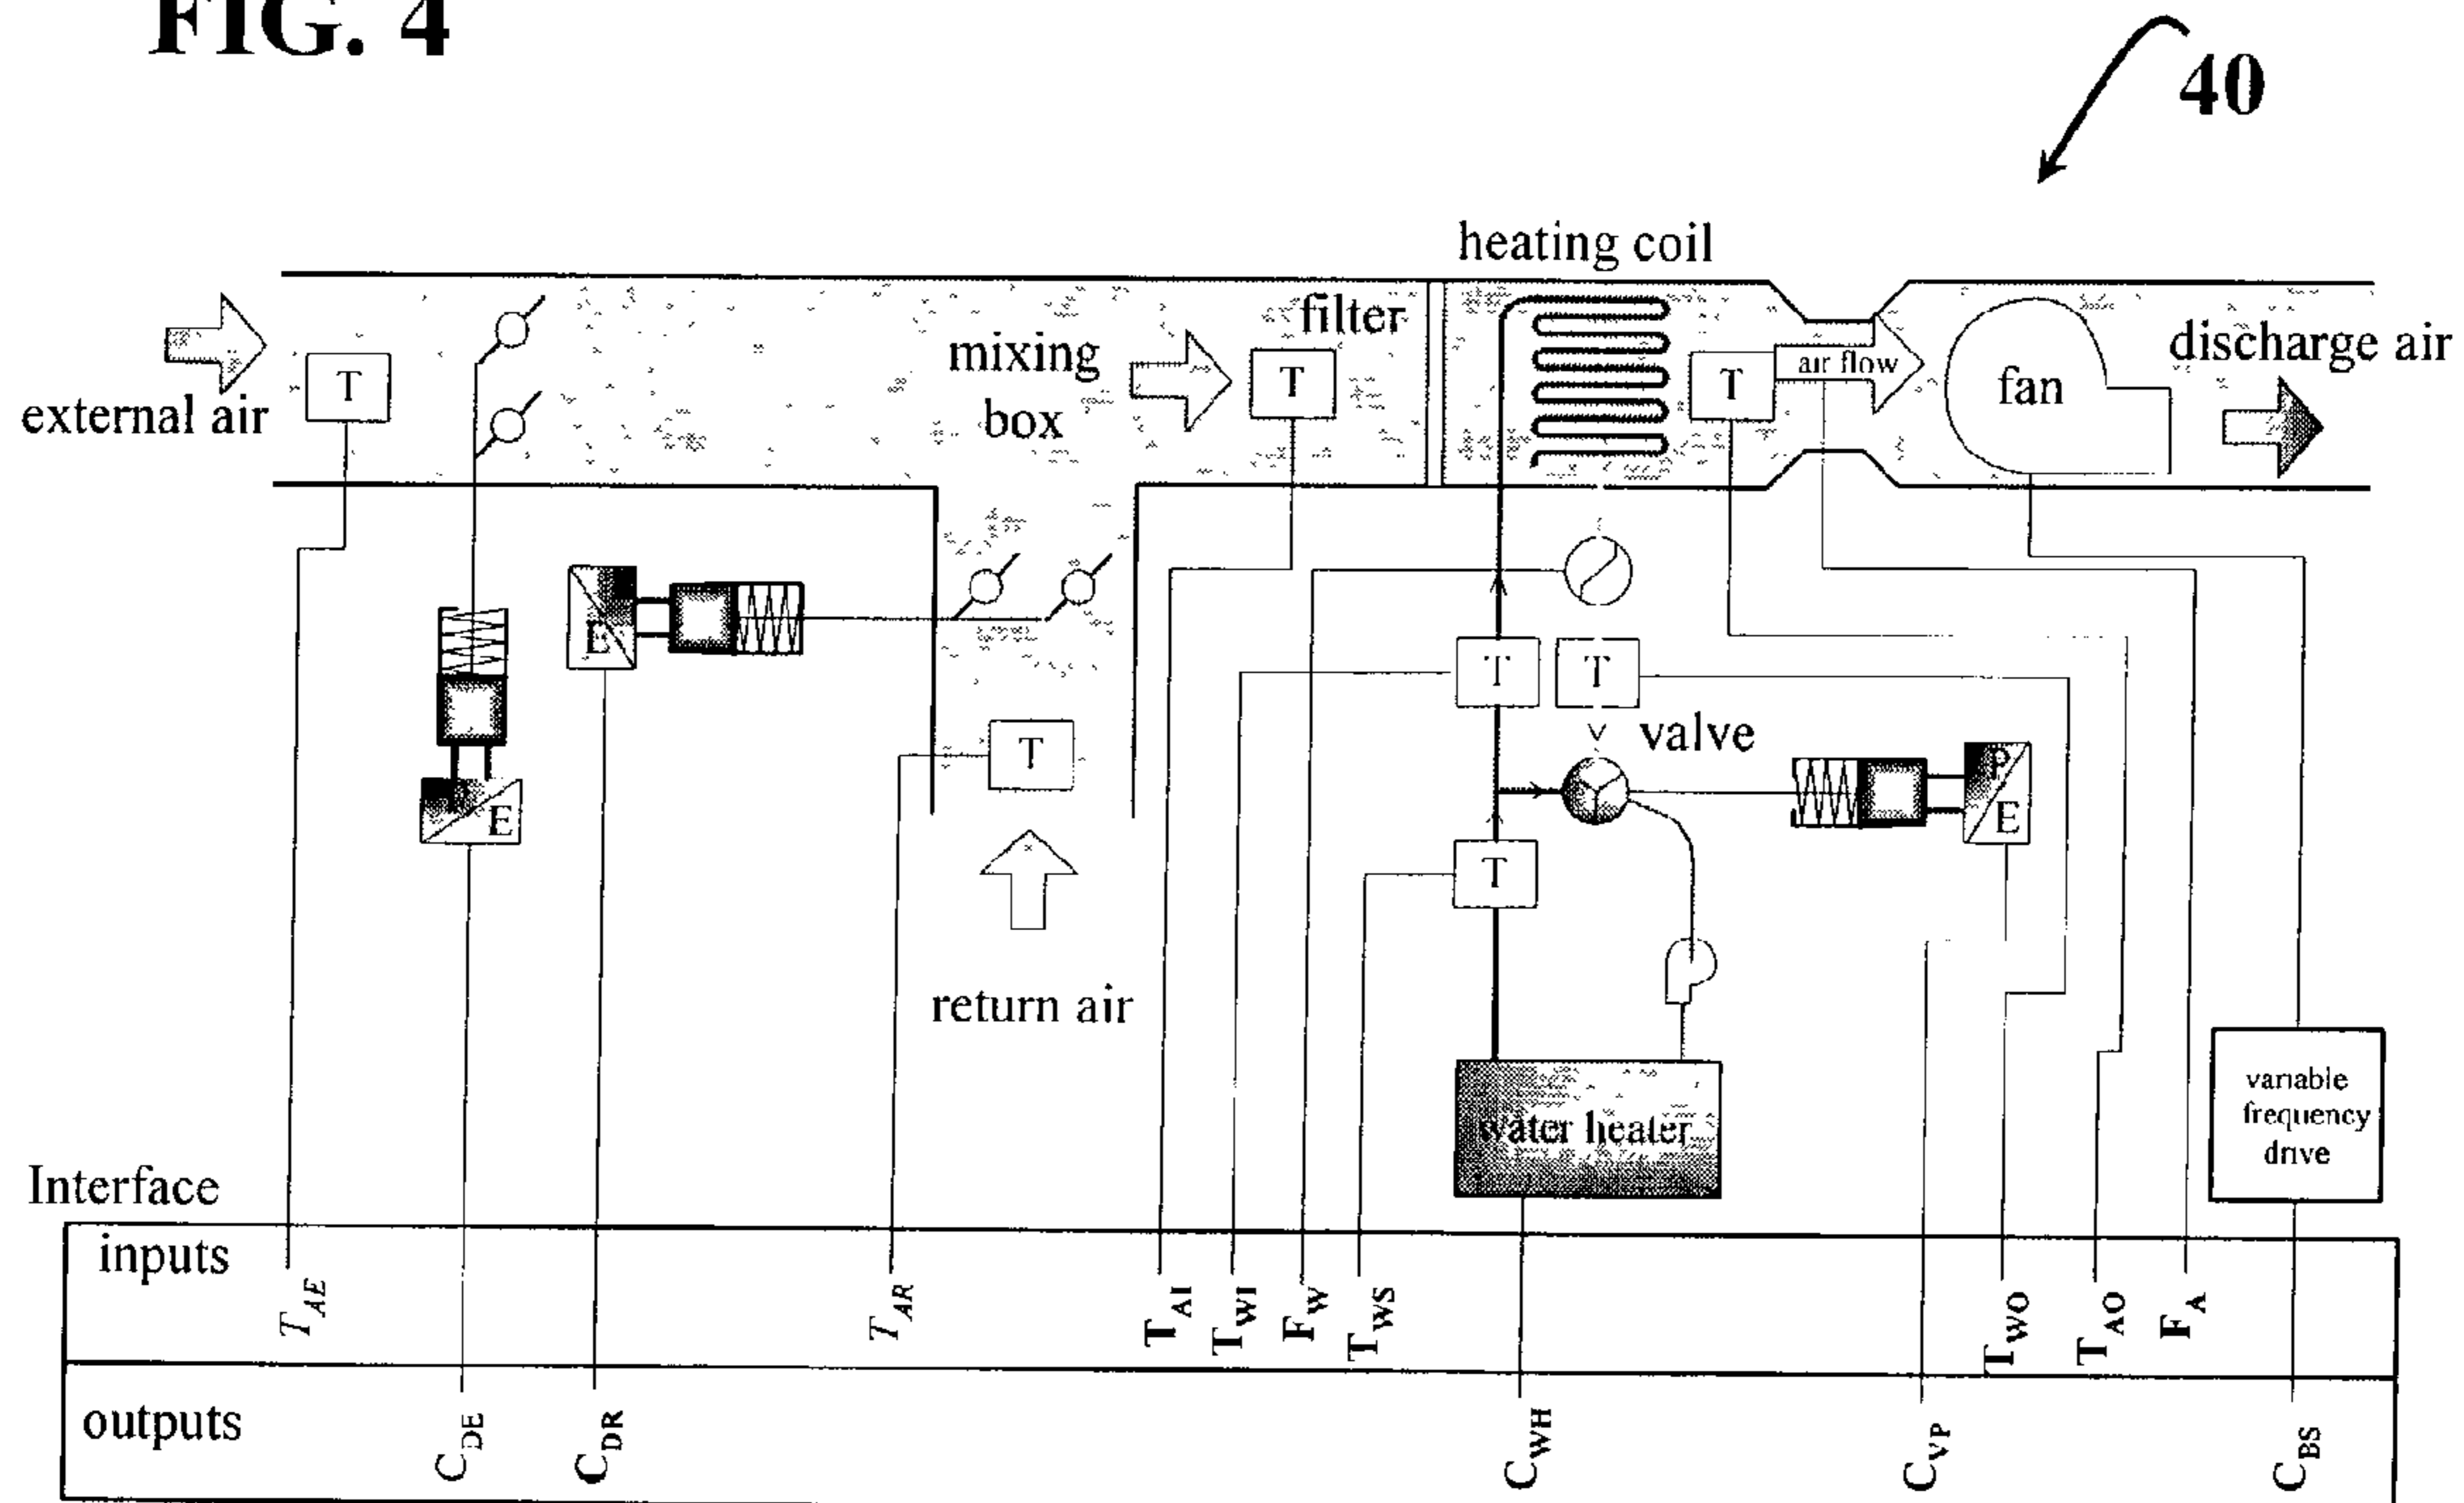 FIG. 4
40
heating coil
filter
mixing
box
T
T
T
air flow
fan
discharge air
external air
E
T
T
valve
P
E
T
E
T
return air
water heater
variable
frequency
drive
Interface
inputs
T_AE
T_AR
T_AI
T_WI
F_W
T_WS
T_WO
T_AO
F_A
outputs
C_DE
C_DR
C_WH
C_VP
C_BS